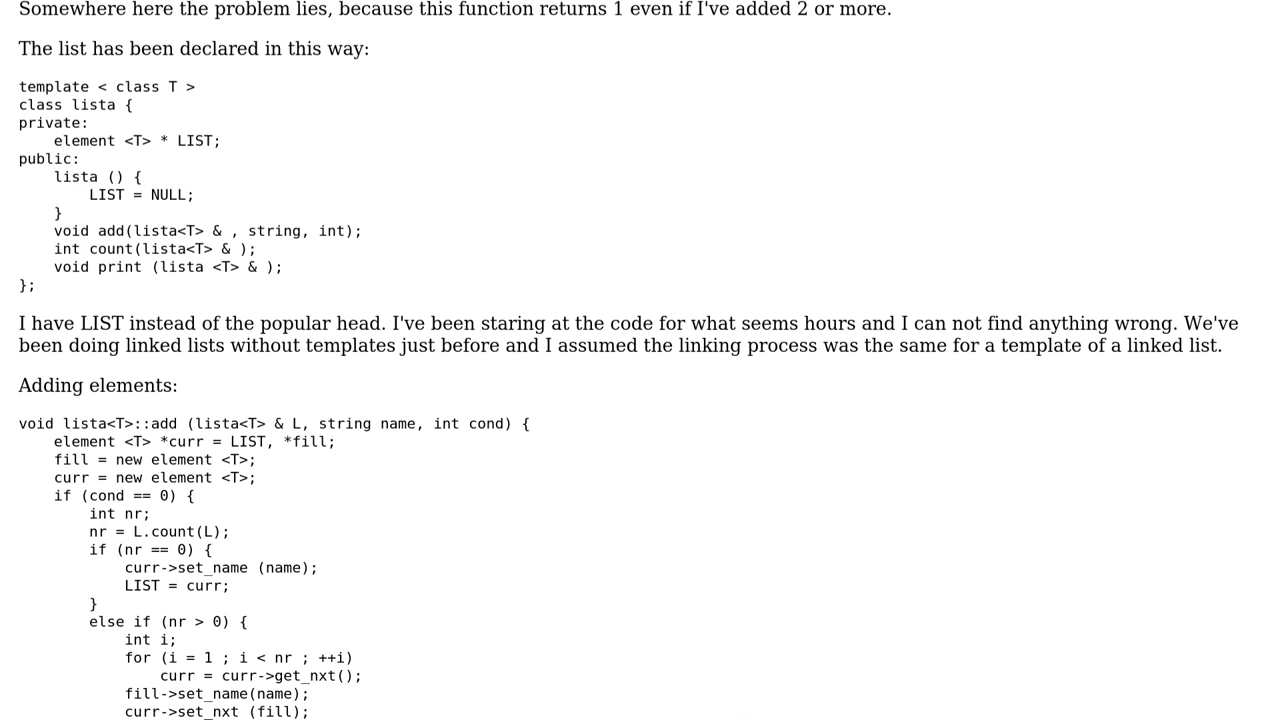 Somewhere here the problem lies, because this function returns 1 even if I've added 2 or more.
The list has been declared in this way:
template < class T >
class lista {
private:
    element <T> * LIST;
public:
    lista () {
        LIST = NULL;
    }
    void add(lista<T> & , string, int);
    int count(lista<T> & );
    void print (lista <T> & );
};
I have LIST instead of the popular head. I've been staring at the code for what seems hours and I can not find anything wrong. We've
been doing linked lists without templates just before and I assumed the linking process was the same for a template of a linked list.
Adding elements:
void lista<T>::add (lista<T> & L, string name, int cond) {
    element <T> *curr = LIST, *fill;
    fill = new element <T>;
    curr = new element <T>;
    if (cond == 0) {
        int nr;
        nr = L.count(L);
        if (nr == 0) {
            curr->set_name (name);
            LIST = curr;
        }
        else if (nr > 0) {
            int i;
            for (i = 1 ; i < nr ; ++i)
                curr = curr->get_nxt();
            fill->set_name(name);
            curr->set_nxt (fill);